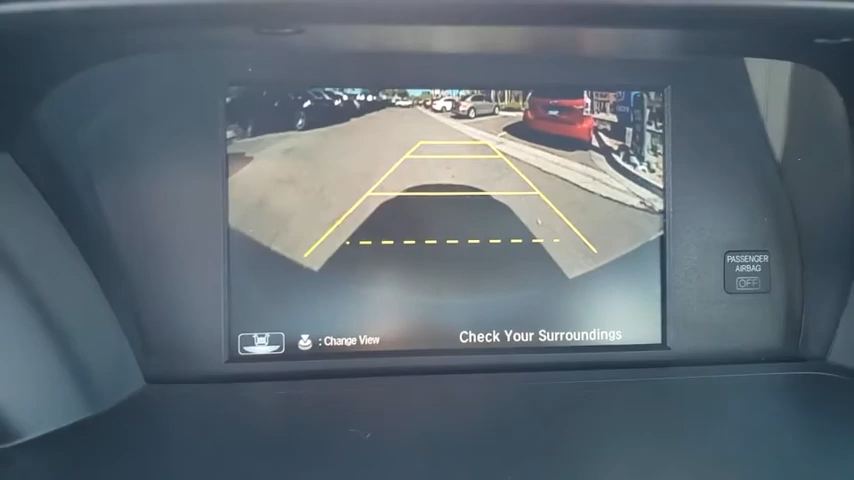 PASSENGER
AIRBAG
OFF
: Change View
Check Your Surroundings